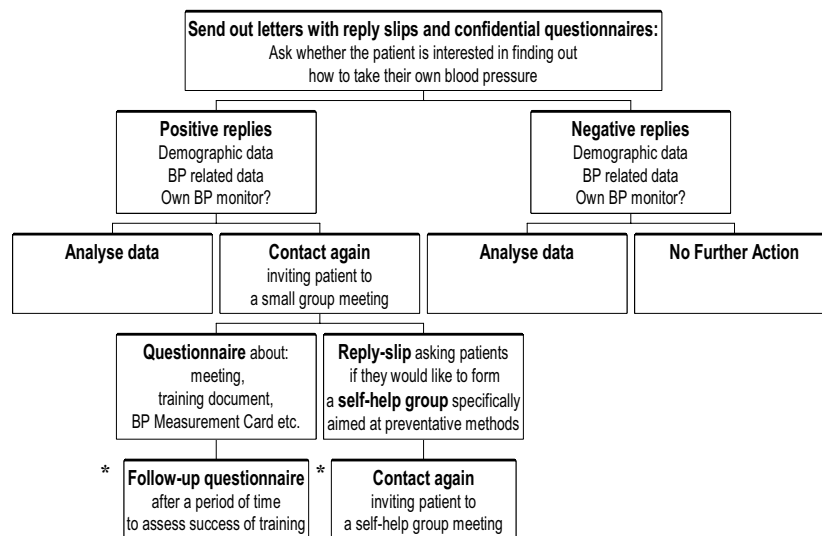 Send out letters with reply slips and confidential questionnaires:
Ask whether the patient is interested in finding out
how to take their own blood pressure
Positive replies
Demographic data
BP related data
Own BP monitor?
Negative replies
Demographic data
BP related data
Own BP monitor?
Analyse data
Contact again
inviting patient to
a small group meeting
Analyse data
No Further Action
Questionnaire about:
meeting,
training document,
BP Measurement Card etc.
Reply-slip asking patients
if they would like to form
a self-help group specifically
aimed at preventative methods
* Follow-up questionnaire
after a period of time
to assess success of training
* Contact again
inviting patient to
a self-help group meeting